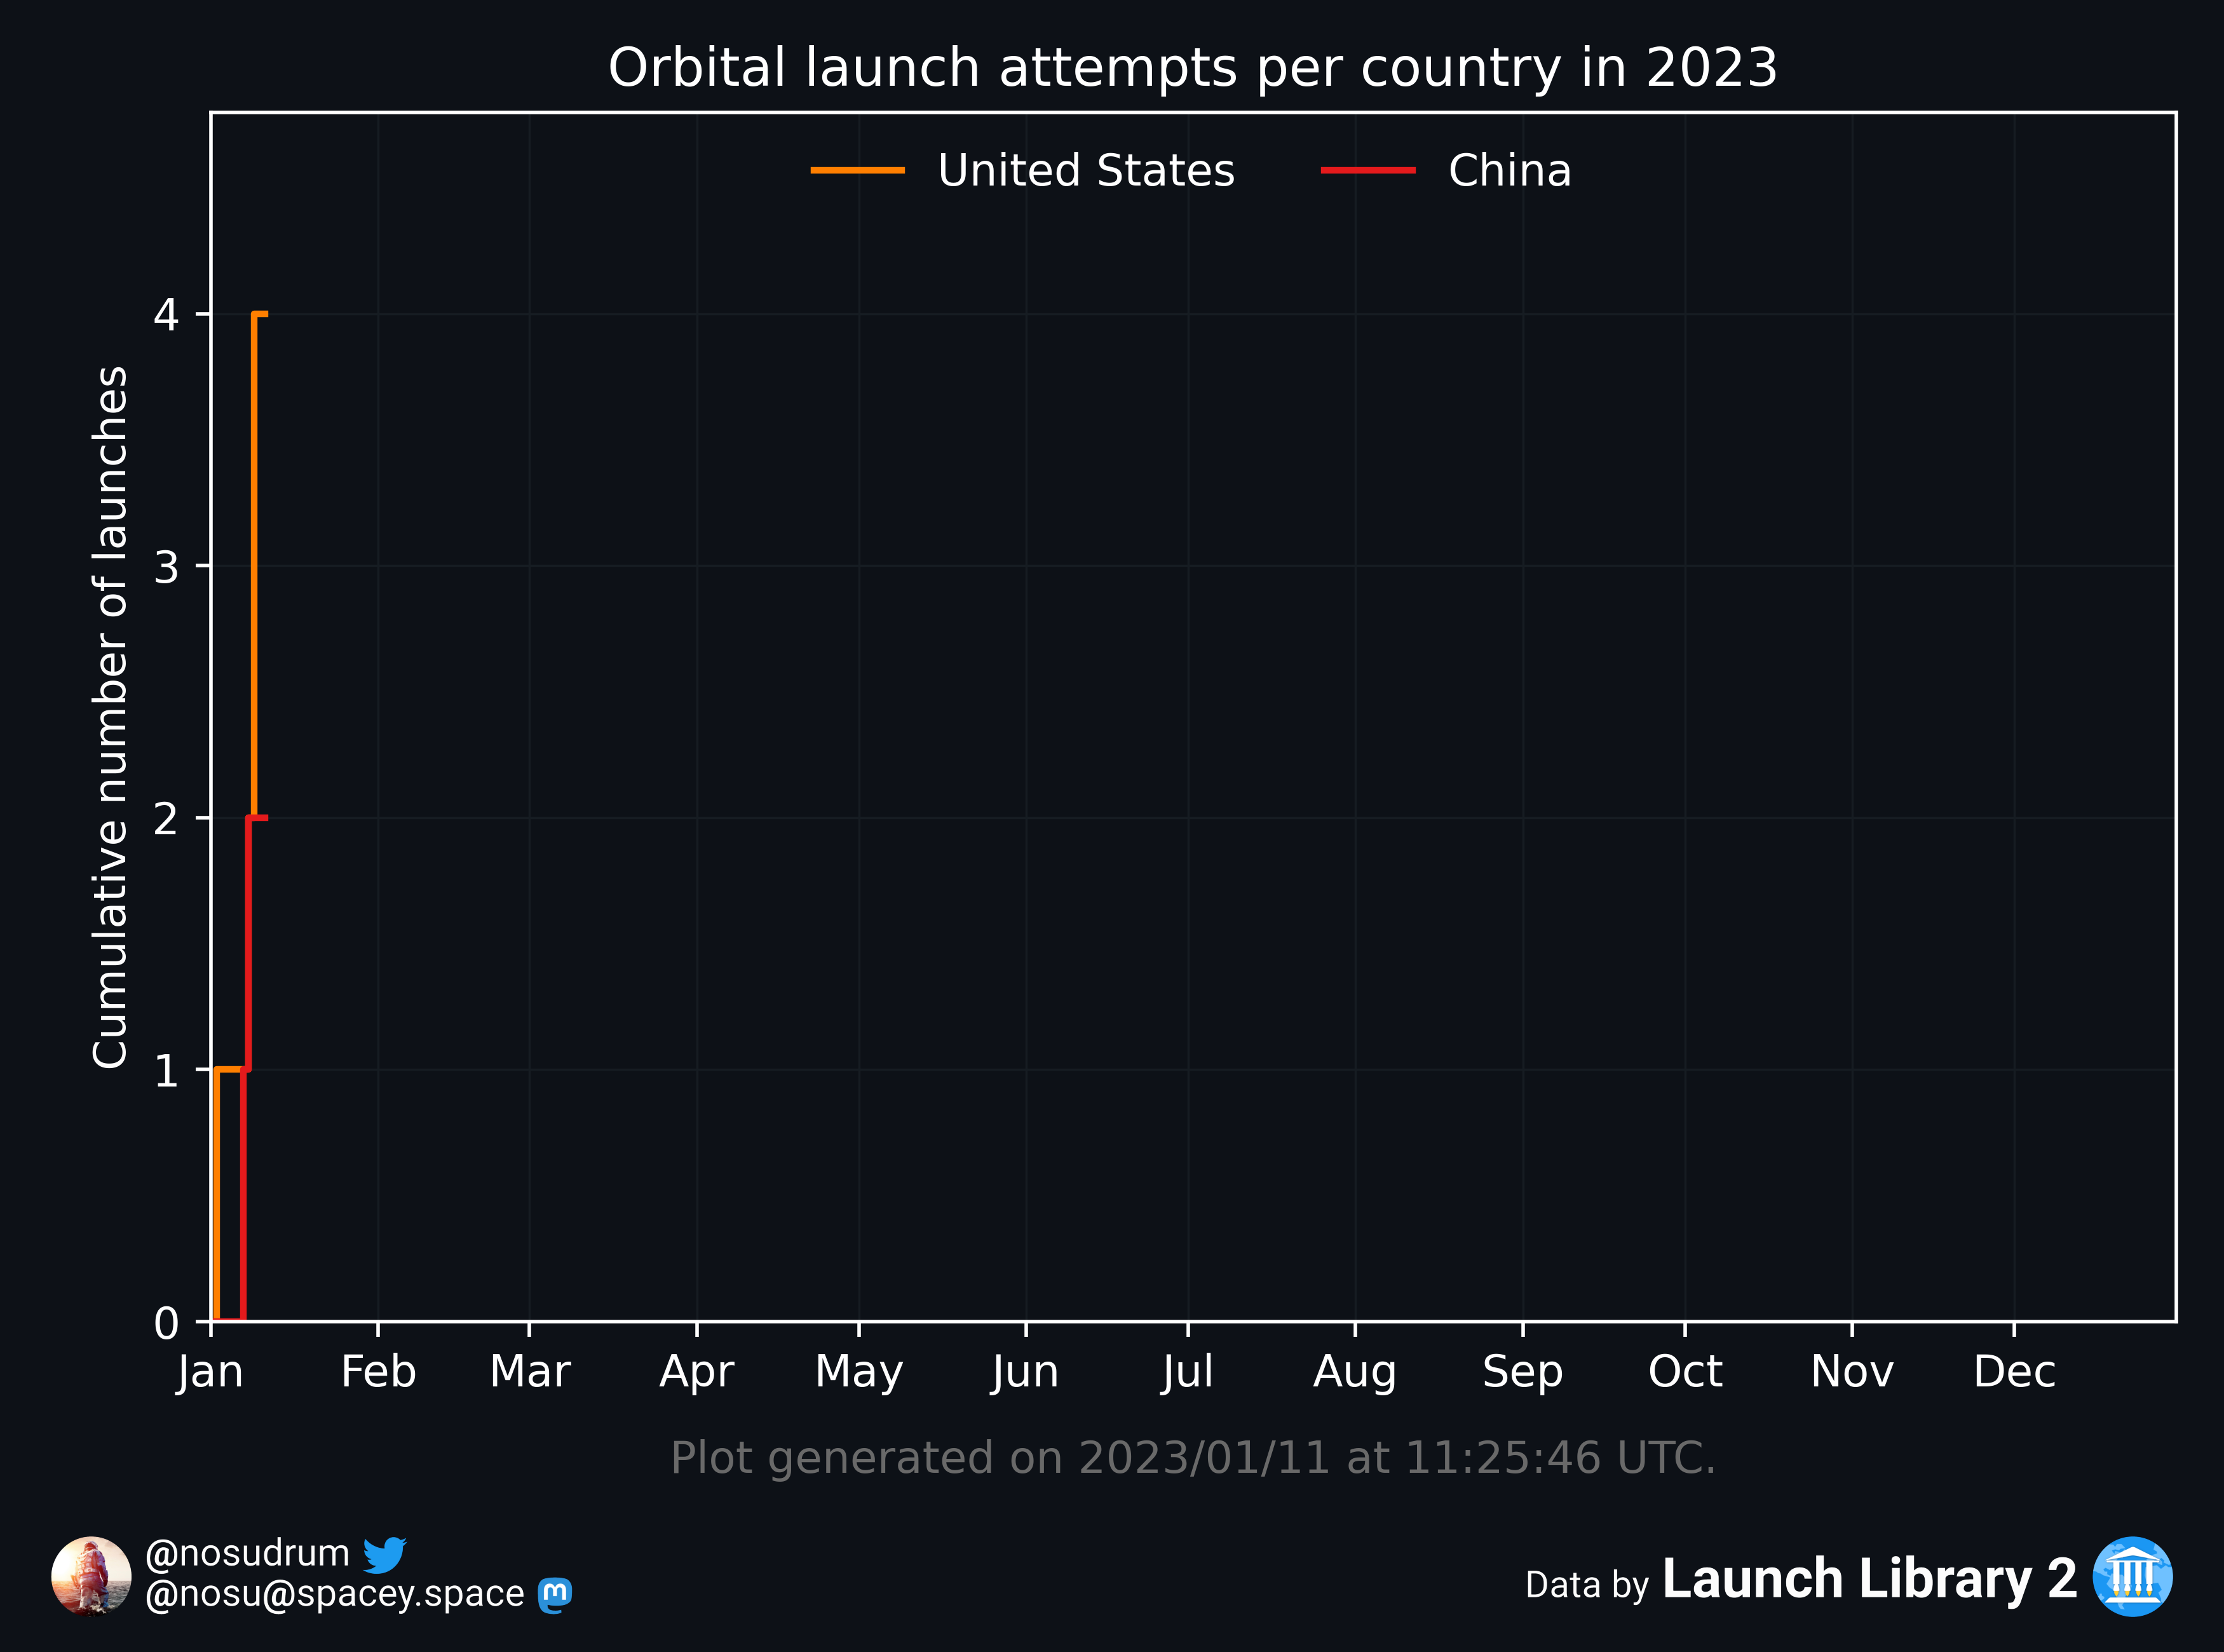 Orbital launch attempts per country in 2023
United States
China
Cumulative number of launches
4
3
2
1
0
Jan Feb Mar Apr May Jun Jul Aug Sep Oct Nov Dec
Plot generated on 2023/01/11 at 11:25:46 UTC.
@nosudrum
@nosu@spacey.space
Data by Launch Library 2